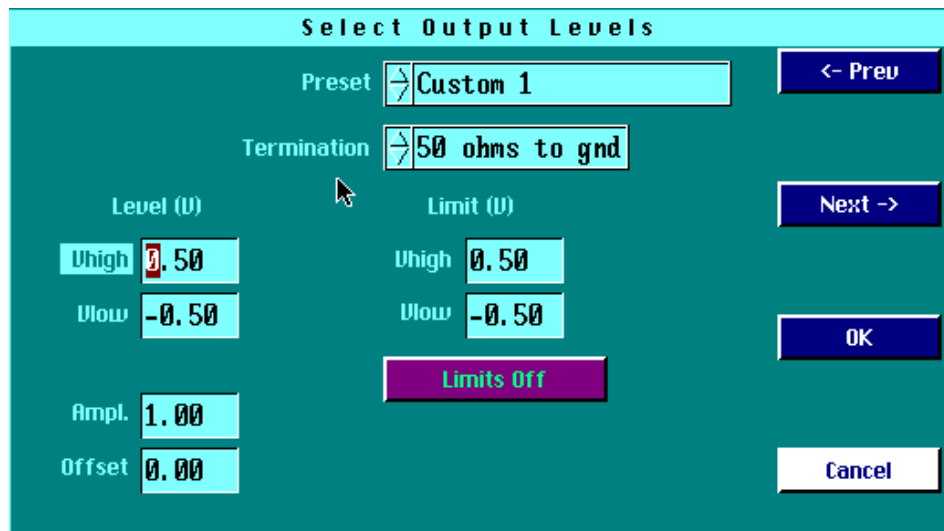 Select Output Levels
Preset Custom 1
<- Prev
Termination 50 ohms to gnd
Level (V)
Limit (V)
Next ->
Vhigh 0.50
Vhigh 0.50
Vlow -0.50
Vlow -0.50
OK
Limits Off
Ampl. 1.00
Offset 0.00
Cancel